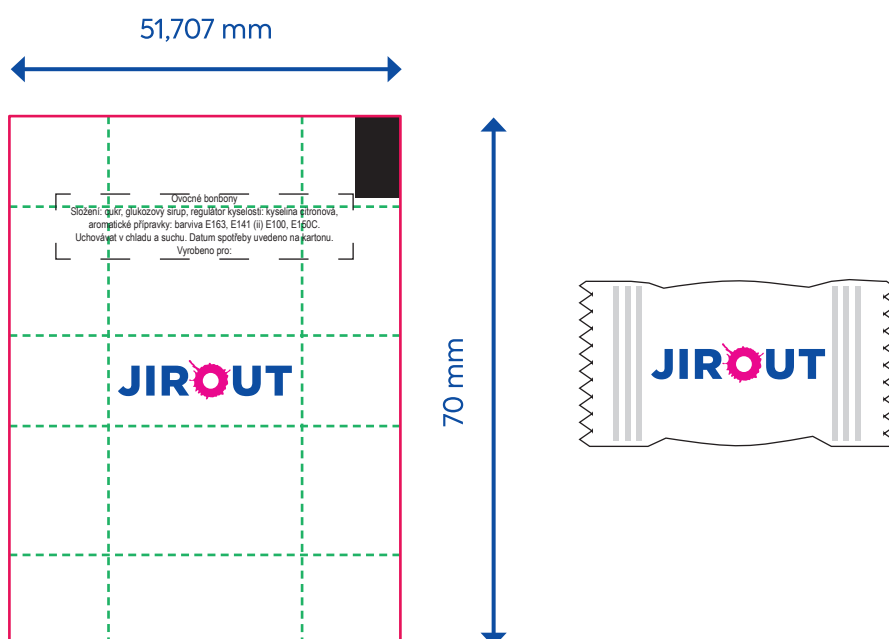 51,707 mm
Ovocné bonbony
Složení: cukr, glukozový sirup, regulátor kyselosti: kyselina citronová,
aromatické přípravky: barviva E163, E141 (ii) E100, E160C.
Uchovávat v chladu a suchu. Datum spotřeby uvedeno na kartonu.
Vyrobeno pro:
JIROUT
70 mm
JIROUT